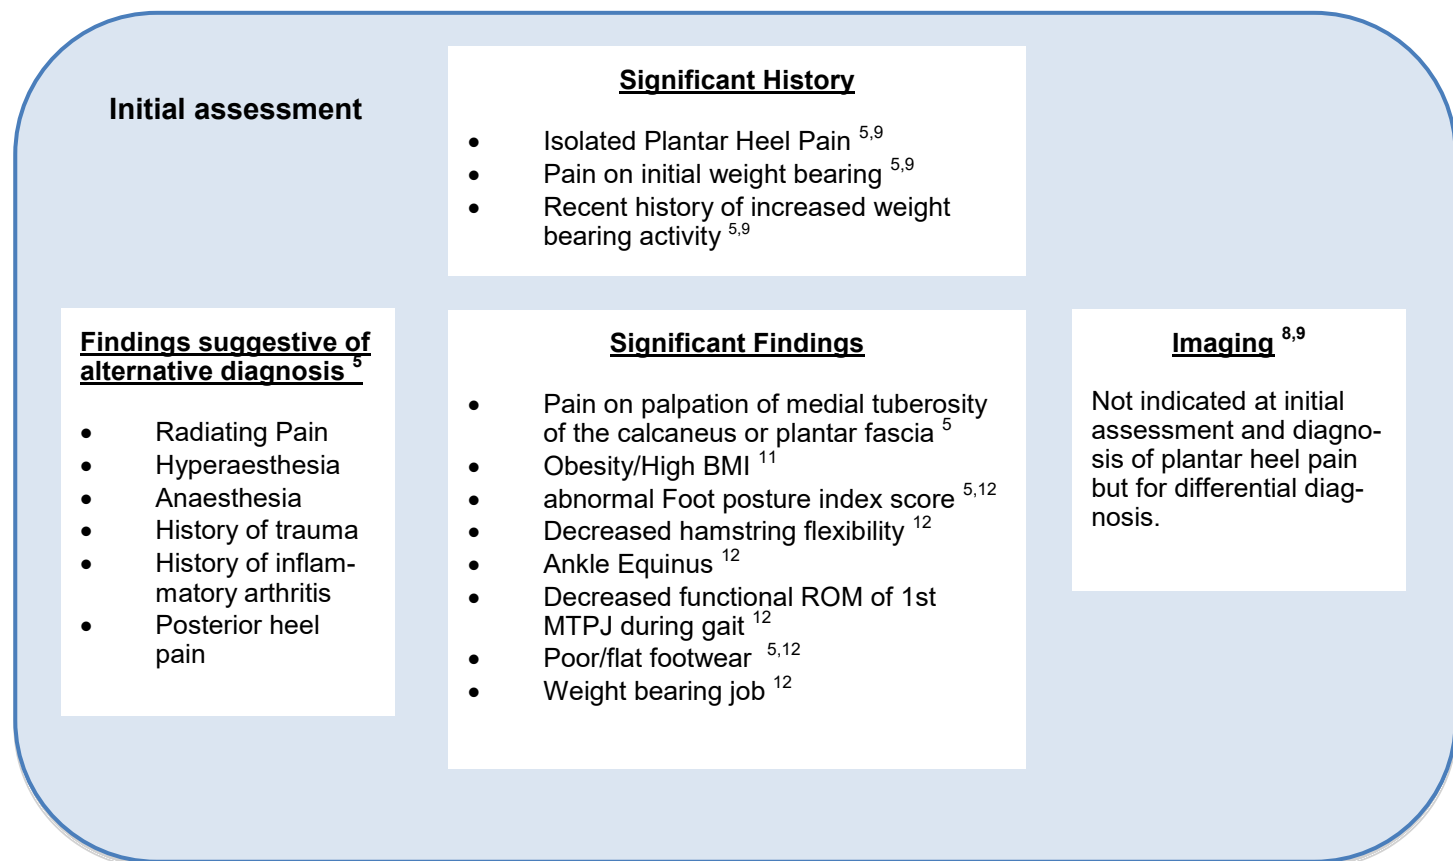 Initial assessment
Significant History
• Isolated Plantar Heel Pain 5,9
• Pain on initial weight bearing 5,9
• Recent history of increased weight
bearing activity 5,9
Findings suggestive of
alternative diagnosis 5
• Radiating Pain
• Hyperaesthesia
• Anaesthesia
• History of trauma
• History of inflam-
matory arthritis
• Posterior heel
pain
Significant Findings
• Pain on palpation of medial tuberosity
of the calcaneus or plantar fascia 5
• Obesity/High BMI 11
• abnormal Foot posture index score 5,12
• Decreased hamstring flexibility 12
• Ankle Equinus 12
• Decreased functional ROM of 1st
MTPJ during gait 12
• Poor/flat footwear 5,12
• Weight bearing job 12
Imaging 8,9
Not indicated at initial
assessment and diagno-
sis of plantar heel pain
but for differential diag-
nosis.